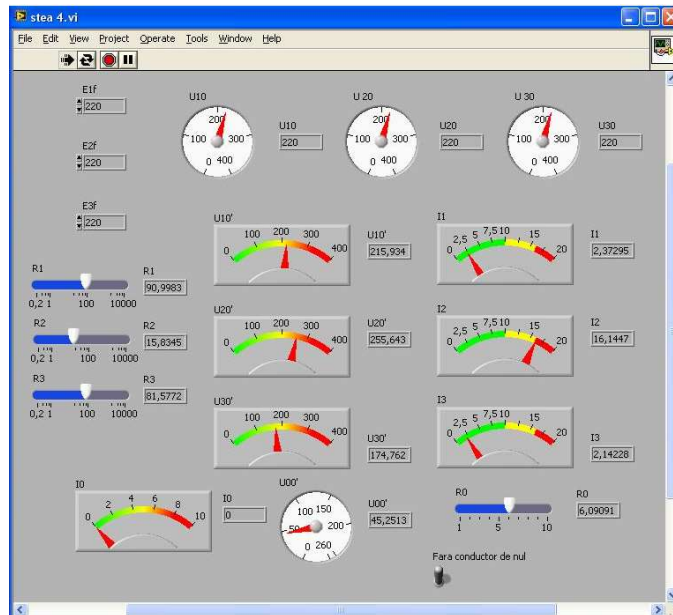 stea 4.vi
File Edit View Project Operate Tools Window Help
E1f
220
U10
0 100 200 300 400
U10
220
U 20
0 100 200 300 400
U20
220
U 30
0 100 200 300 400
U30
220
E2f
220
E3f
220
U10'
0 100 200 300 400
U10'
215,934
I1
0 2,5 5 7,5 10 15 20
I1
2,37295
R1
0,2 1 100 10000
R1
90,9983
U20'
0 100 200 300 400
U20'
255,643
I2
0 2,5 5 7,5 10 15 20
I2
16,1447
R2
0,2 1 100 10000
R2
15,8345
R3
0,2 1 100 10000
R3
81,5772
U30'
0 100 200 300 400
U30'
174,762
I3
0 2,5 5 7,5 10 15 20
I3
2,14228
I0
0 2 4 6 8 10
I0
0
U00'
0 50 100 150 200 260
U00'
45,2513
R0
1 5 10
R0
6,09091
Fara conductor de nul